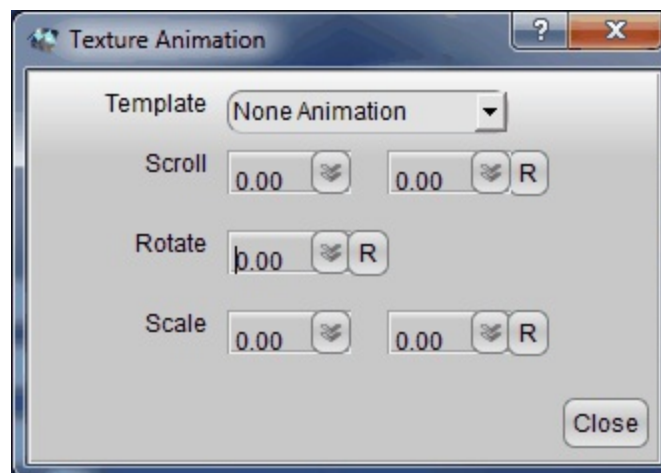 Texture Animation ? X
Template None Animation
Scroll 0.00 0.00 R
Rotate 0.00 R
Scale 0.00 0.00 R
Close